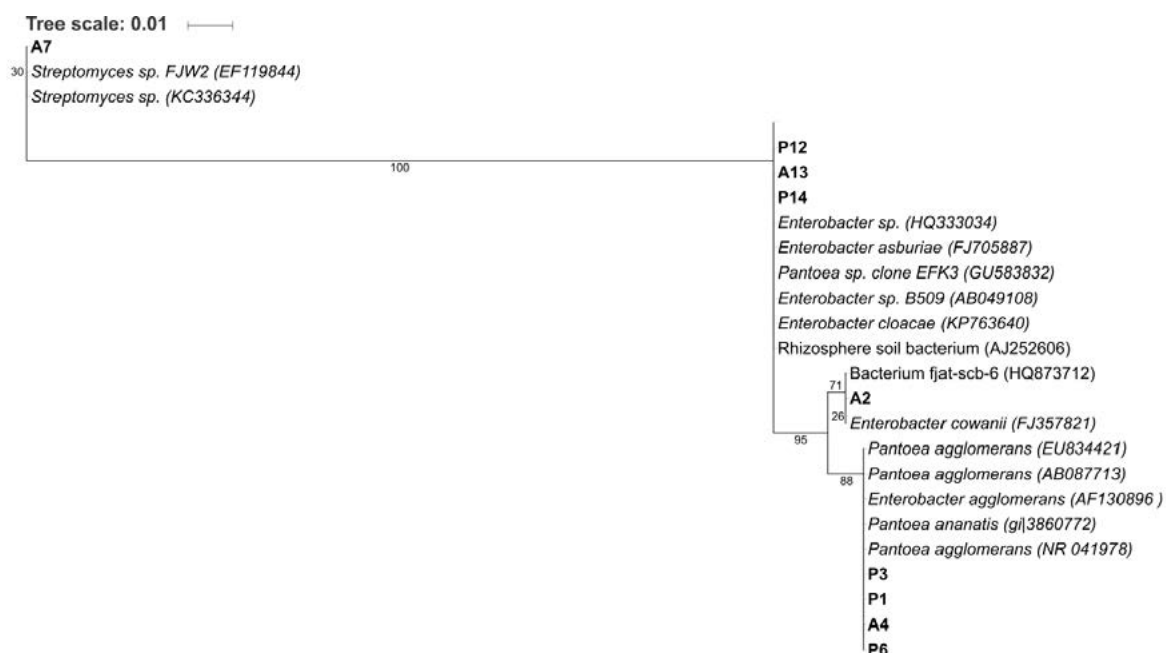 Tree scale: 0.01
A7
30
Streptomyces sp. FJW2 (EF119844)
Streptomyces sp. (KC336344)
P12
100
A13
P14
Enterobacter sp. (HQ333034)
Enterobacter asburiae (FJ705887)
Pantoea sp. clone EFK3 (GU583832)
Enterobacter sp. B509 (AB049108)
Enterobacter cloacae (KP763640)
Rhizosphere soil bacterium (AJ252606)
Bacterium fjat-scb-6 (HQ873712)
71
A2
26
Enterobacter cowanii (FJ357821)
95
Pantoea agglomerans (EU834421)
Pantoea agglomerans (AB087713)
88
Enterobacter agglomerans (AF130896 )
Pantoea ananatis (gi|3860772)
Pantoea agglomerans (NR 041978)
P3
P1
A4
P6